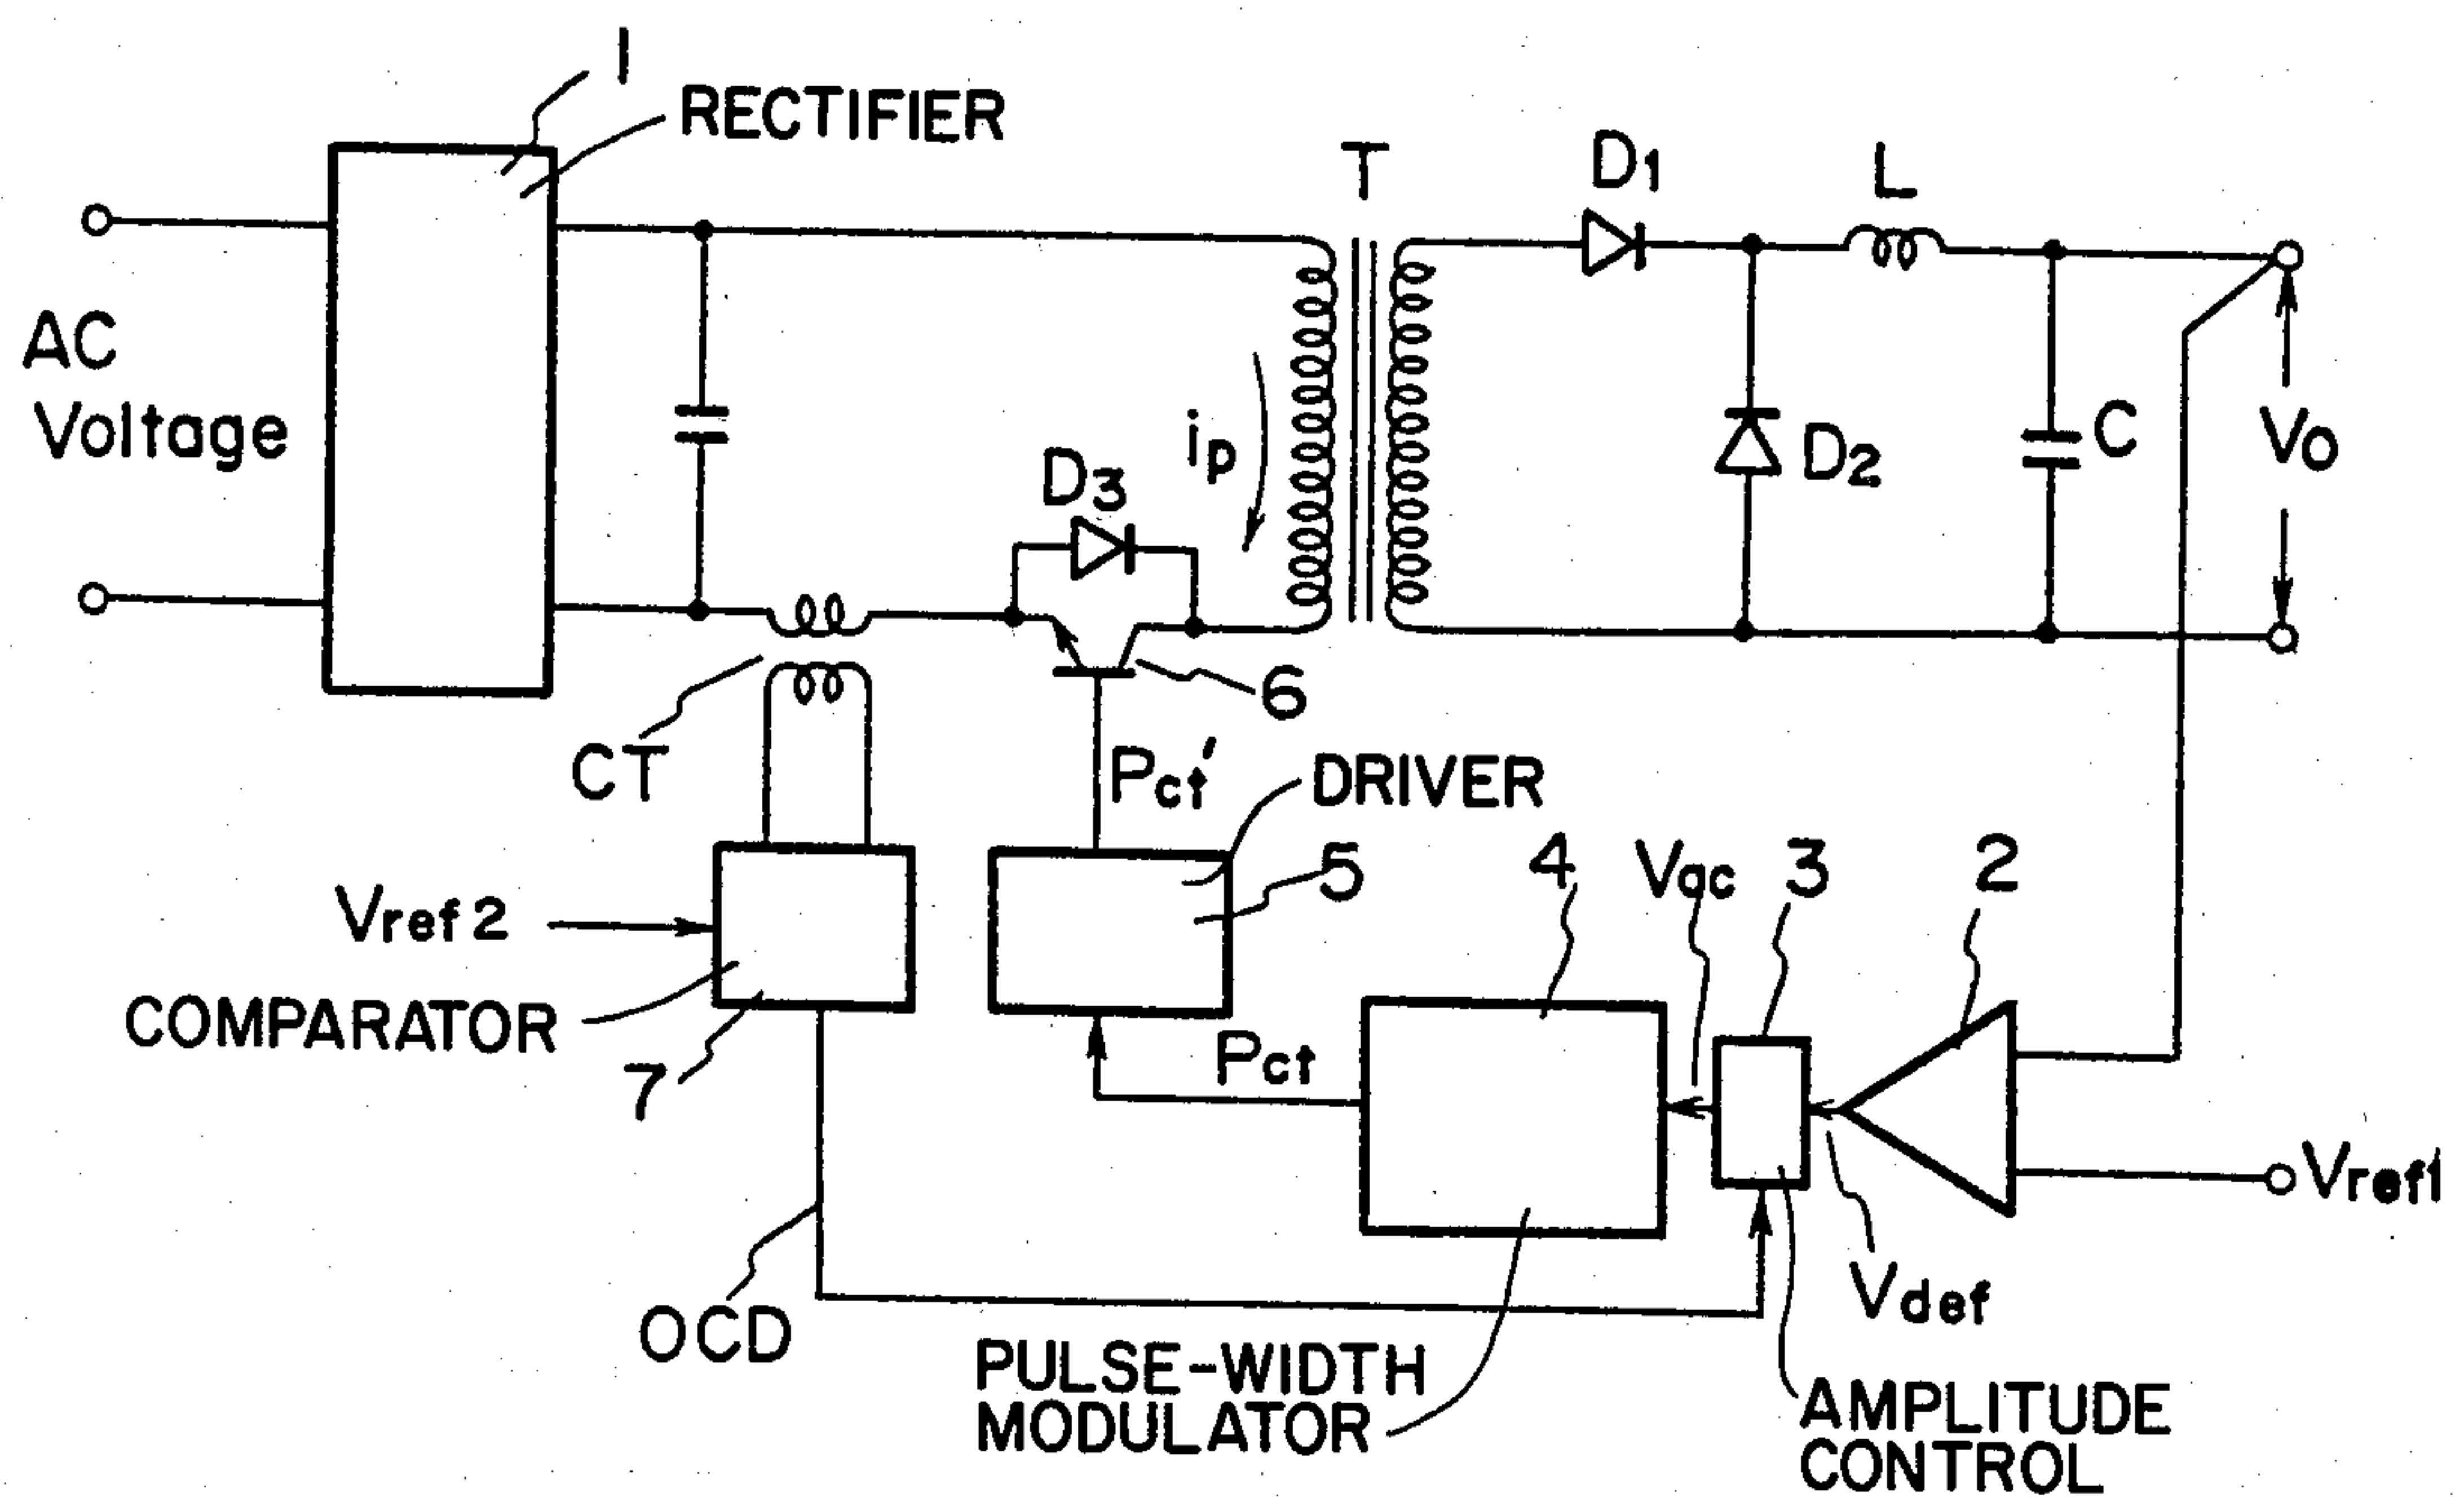 1
RECTIFIER
T
D1
L
AC
Voltage
D3
ip
D2
C
Vo
6
CT
Pct'
DRIVER
5
4
Vac
3
2
Vref 2
COMPARATOR
7
Pct
Vref1
OCD
Vdef
PULSE-WIDTH
MODULATOR
AMPLITUDE
CONTROL